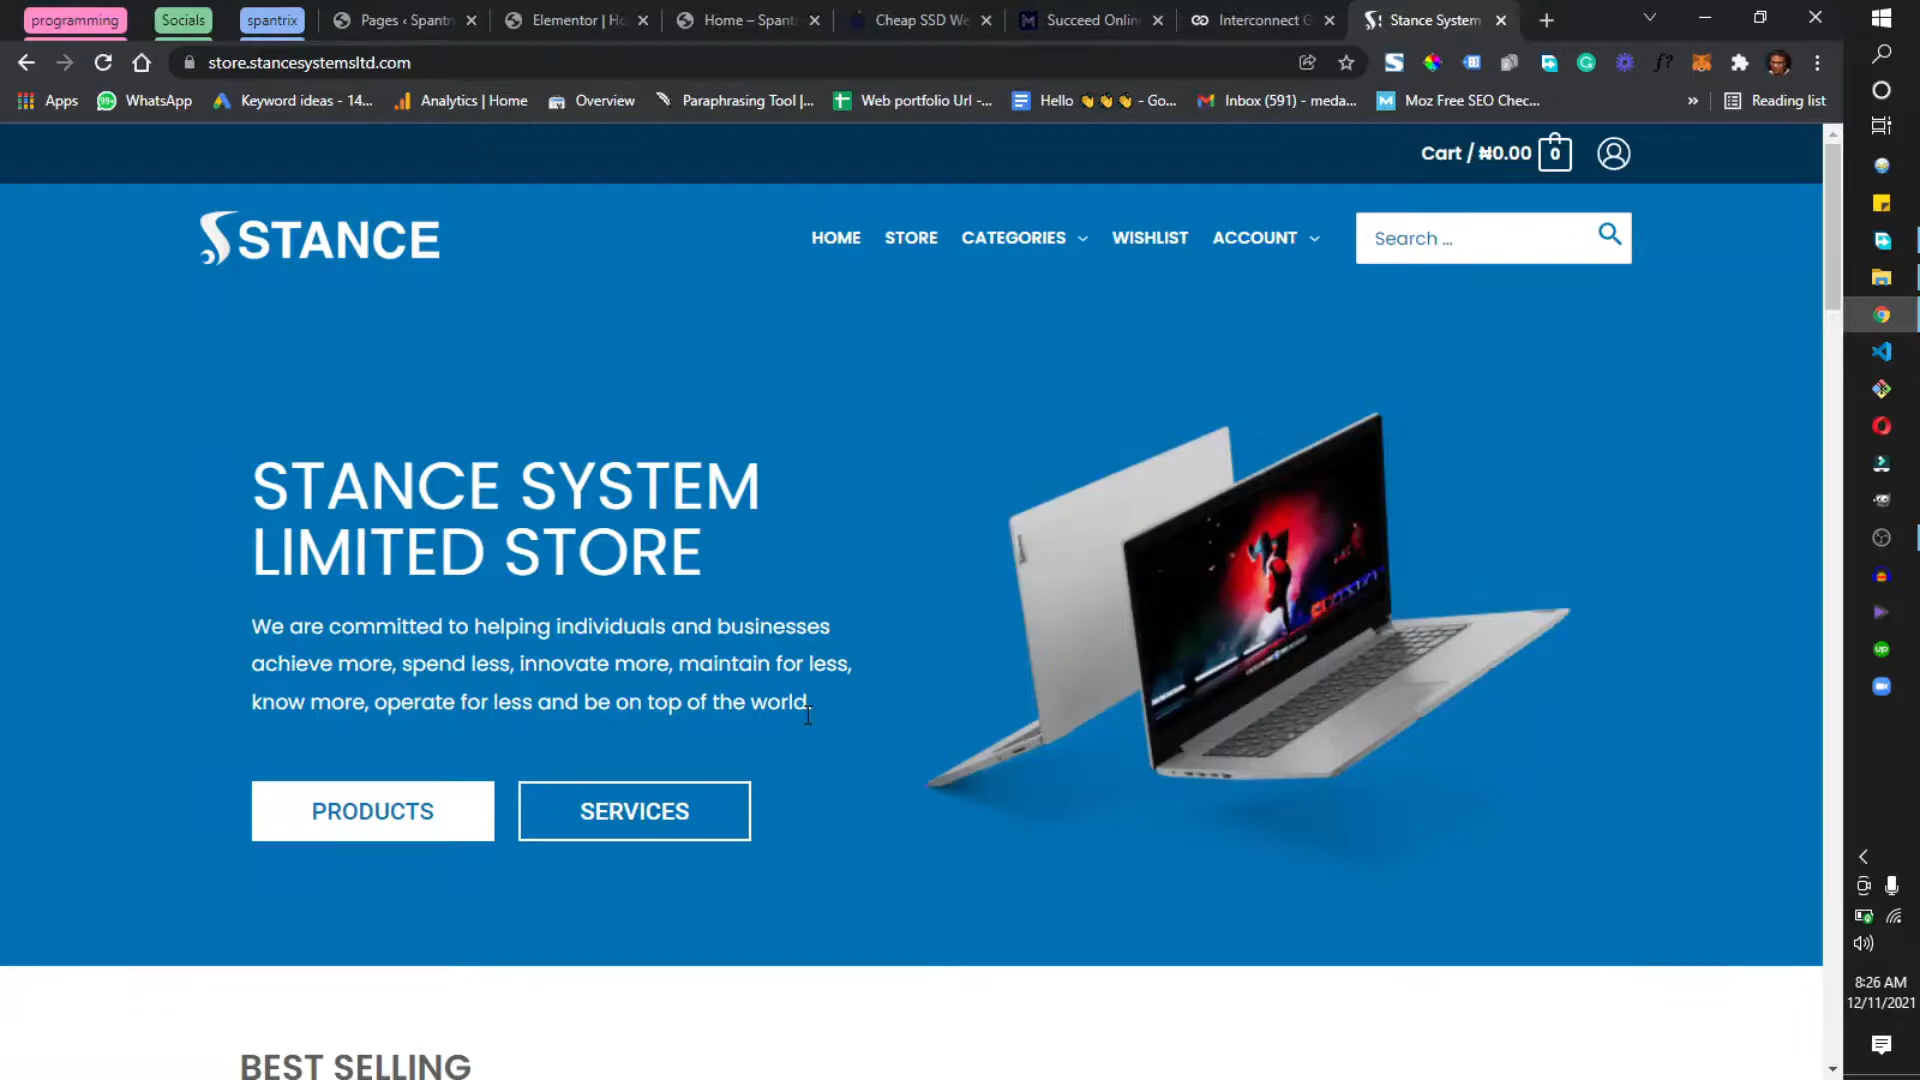 programming
Socials
spantrix
Pages ‹ Spantr
Elementor | Ho
Home – Spant
Cheap SSD We
Succeed Onlin
Interconnect G
Stance System
store.stancesystemsltd.com
Apps
WhatsApp
Keyword ideas - 14...
Analytics | Home
Overview
Paraphrasing Tool |...
Web portfolio Url -...
Hello 👏👏👏 - Go...
Inbox (591) - meda...
Moz Free SEO Chec...
»
Reading list
Cart / ₦0.00
0
STANCE
HOME
STORE
CATEGORIES
WISHLIST
ACCOUNT
Search ...
STANCE SYSTEM
LIMITED STORE
We are committed to helping individuals and businesses
achieve more, spend less, innovate more, maintain for less,
know more, operate for less and be on top of the world.
PRODUCTS
SERVICES
BEST SELLING
8:26 AM
12/11/2021